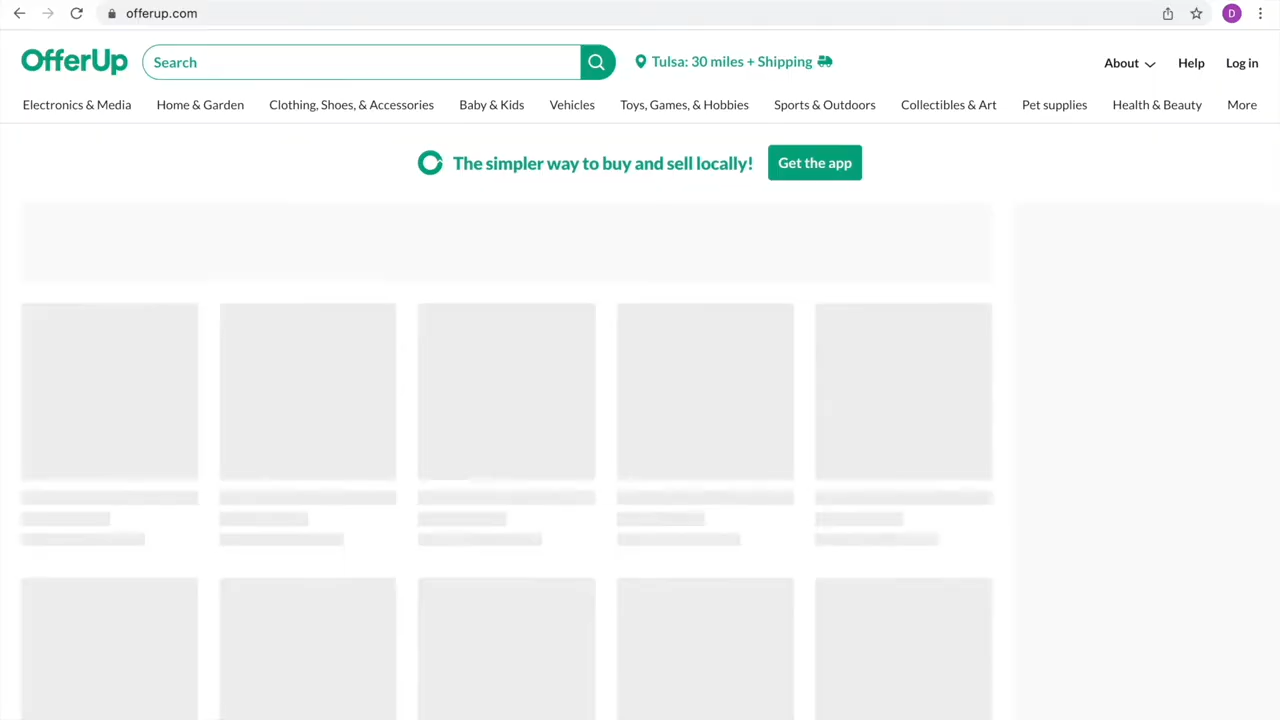 offerup.com
D
OfferUp
Search
Tulsa: 30 miles + Shipping
About
Help
Log in
Electronics & Media
Home & Garden
Clothing, Shoes, & Accessories
Baby & Kids
Vehicles
Toys, Games, & Hobbies
Sports & Outdoors
Collectibles & Art
Pet supplies
Health & Beauty
More
The simpler way to buy and sell locally!
Get the app